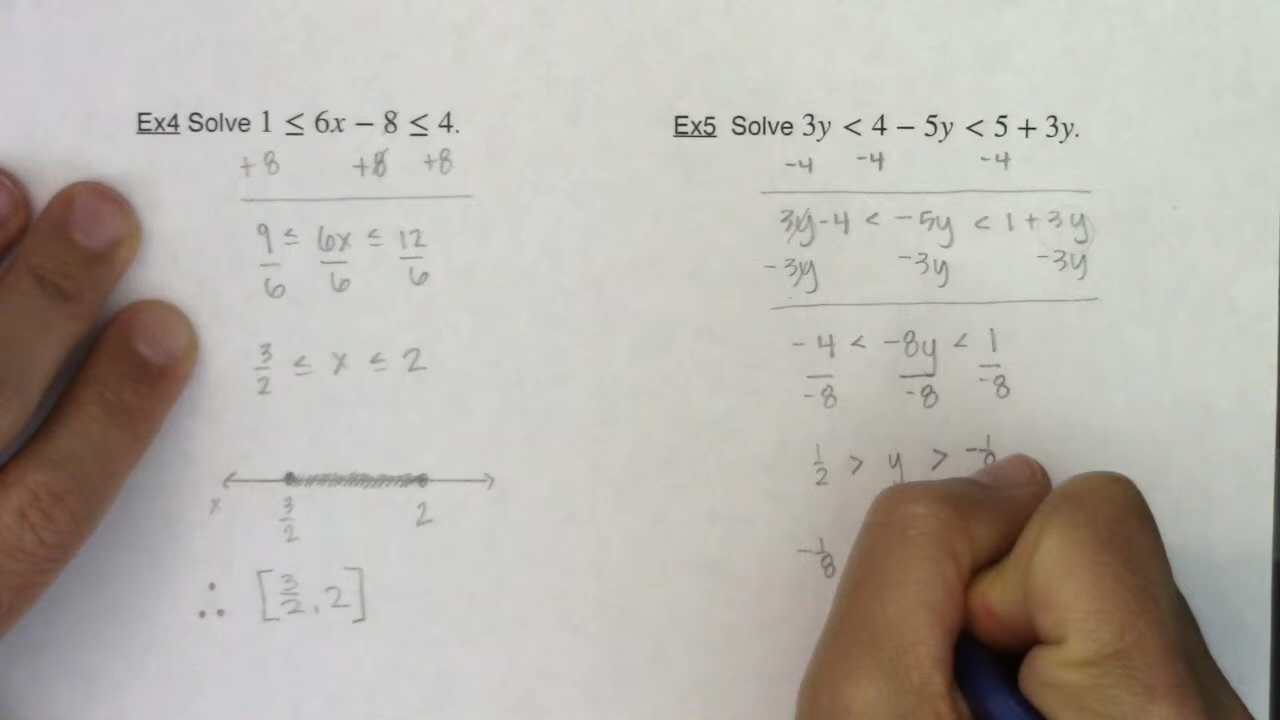 Ex4 Solve 1 ≤ 6x − 8 ≤ 4.
+8 +8 +8
9 ≤ 6x ≤ 12
6 6 6
3/2 ≤ x ≤ 2
x 3/2 2
∴ [3/2, 2]
Ex5 Solve 3y < 4 − 5y < 5 + 3y.
-4 -4 -4
3y-4 < -5y < 1+3y
-3y -3y -3y
-4 < -8y < 1
-8 -8 -8
1/2 > y > -1/8
-1/8